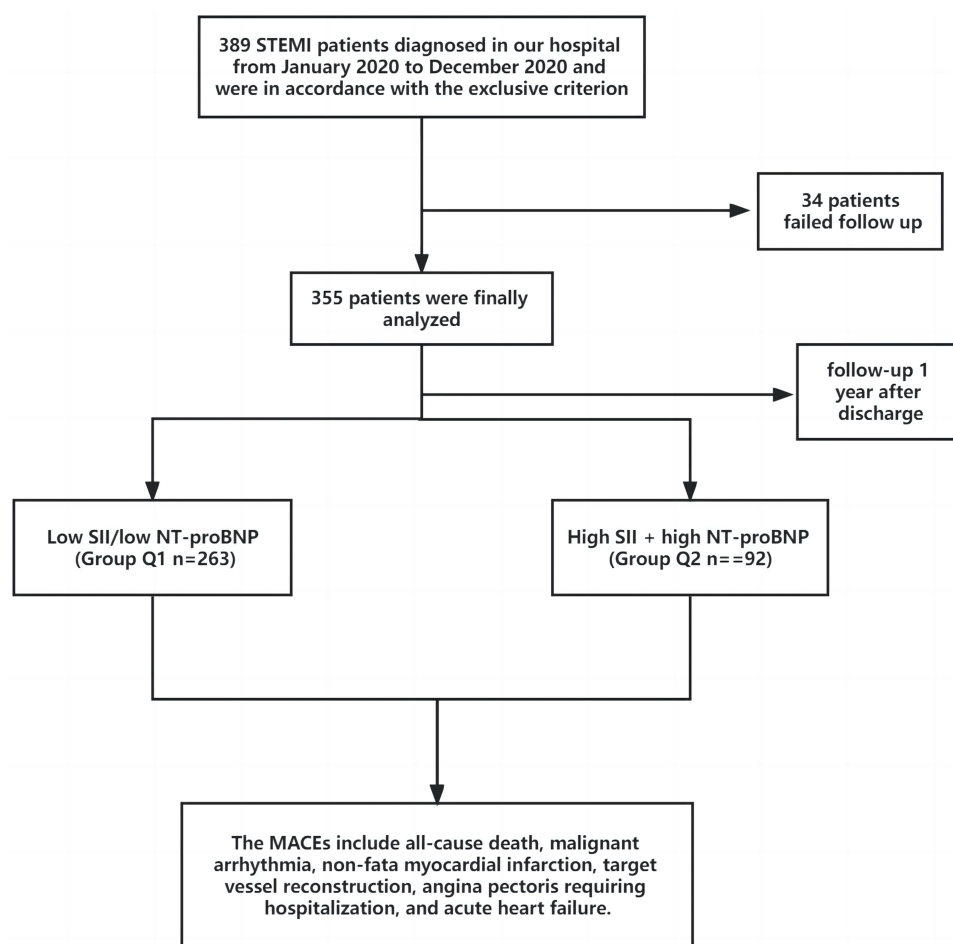 389 STEMI patients diagnosed in our hospital
from January 2020 to December 2020 and
were in accordance with the exclusive criterion
34 patients
failed follow up
355 patients were finally
analyzed
follow-up 1
year after
discharge
Low SII/low NT-proBNP
(Group Q1 n=263)
High SII + high NT-proBNP
(Group Q2 n==92)
The MACEs include all-cause death, malignant
arrhythmia, non-fata myocardial infarction, target
vessel reconstruction, angina pectoris requiring
hospitalization, and acute heart failure.